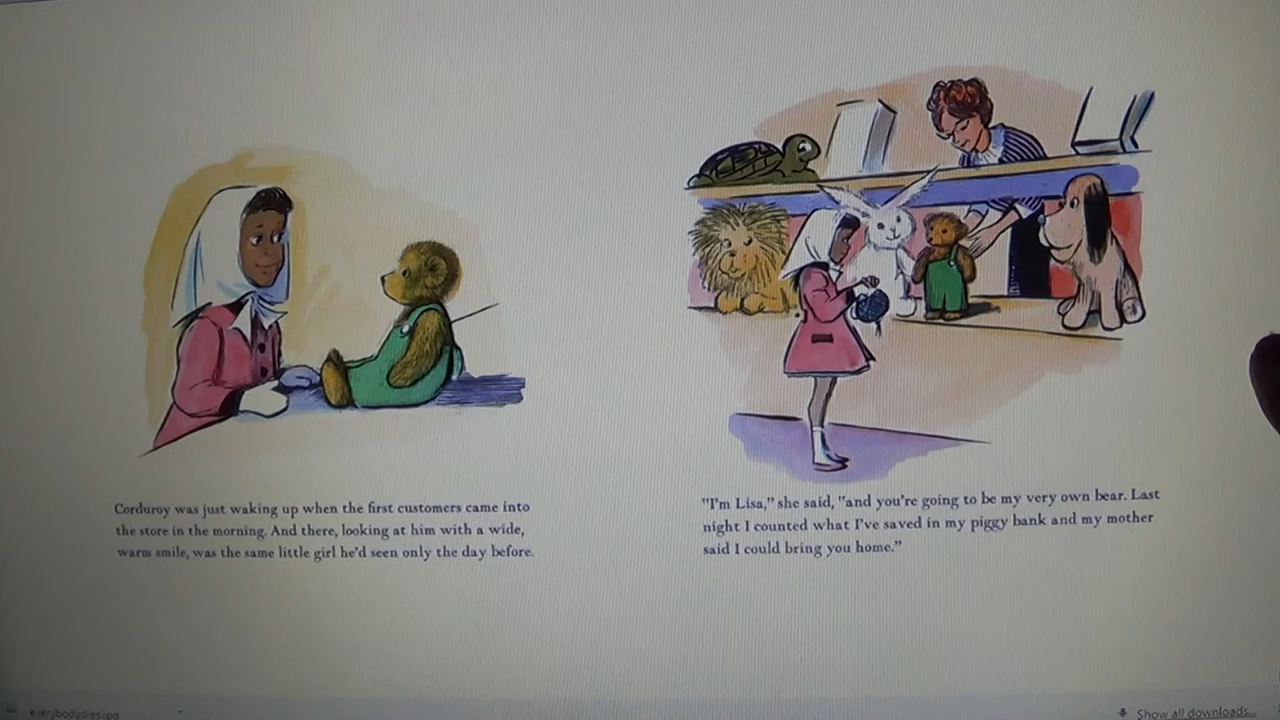 Corduroy was just waking up when the first customers came into
the store in the morning. And there, looking at him with a wide,
warm smile, was the same little girl he'd seen only the day before.
"I'm Lisa," she said, "and you're going to be my very own bear. Last
night I counted what I've saved in my piggy bank and my mother
said I could bring you home."
everybodydies.jpg
Show all downloads...